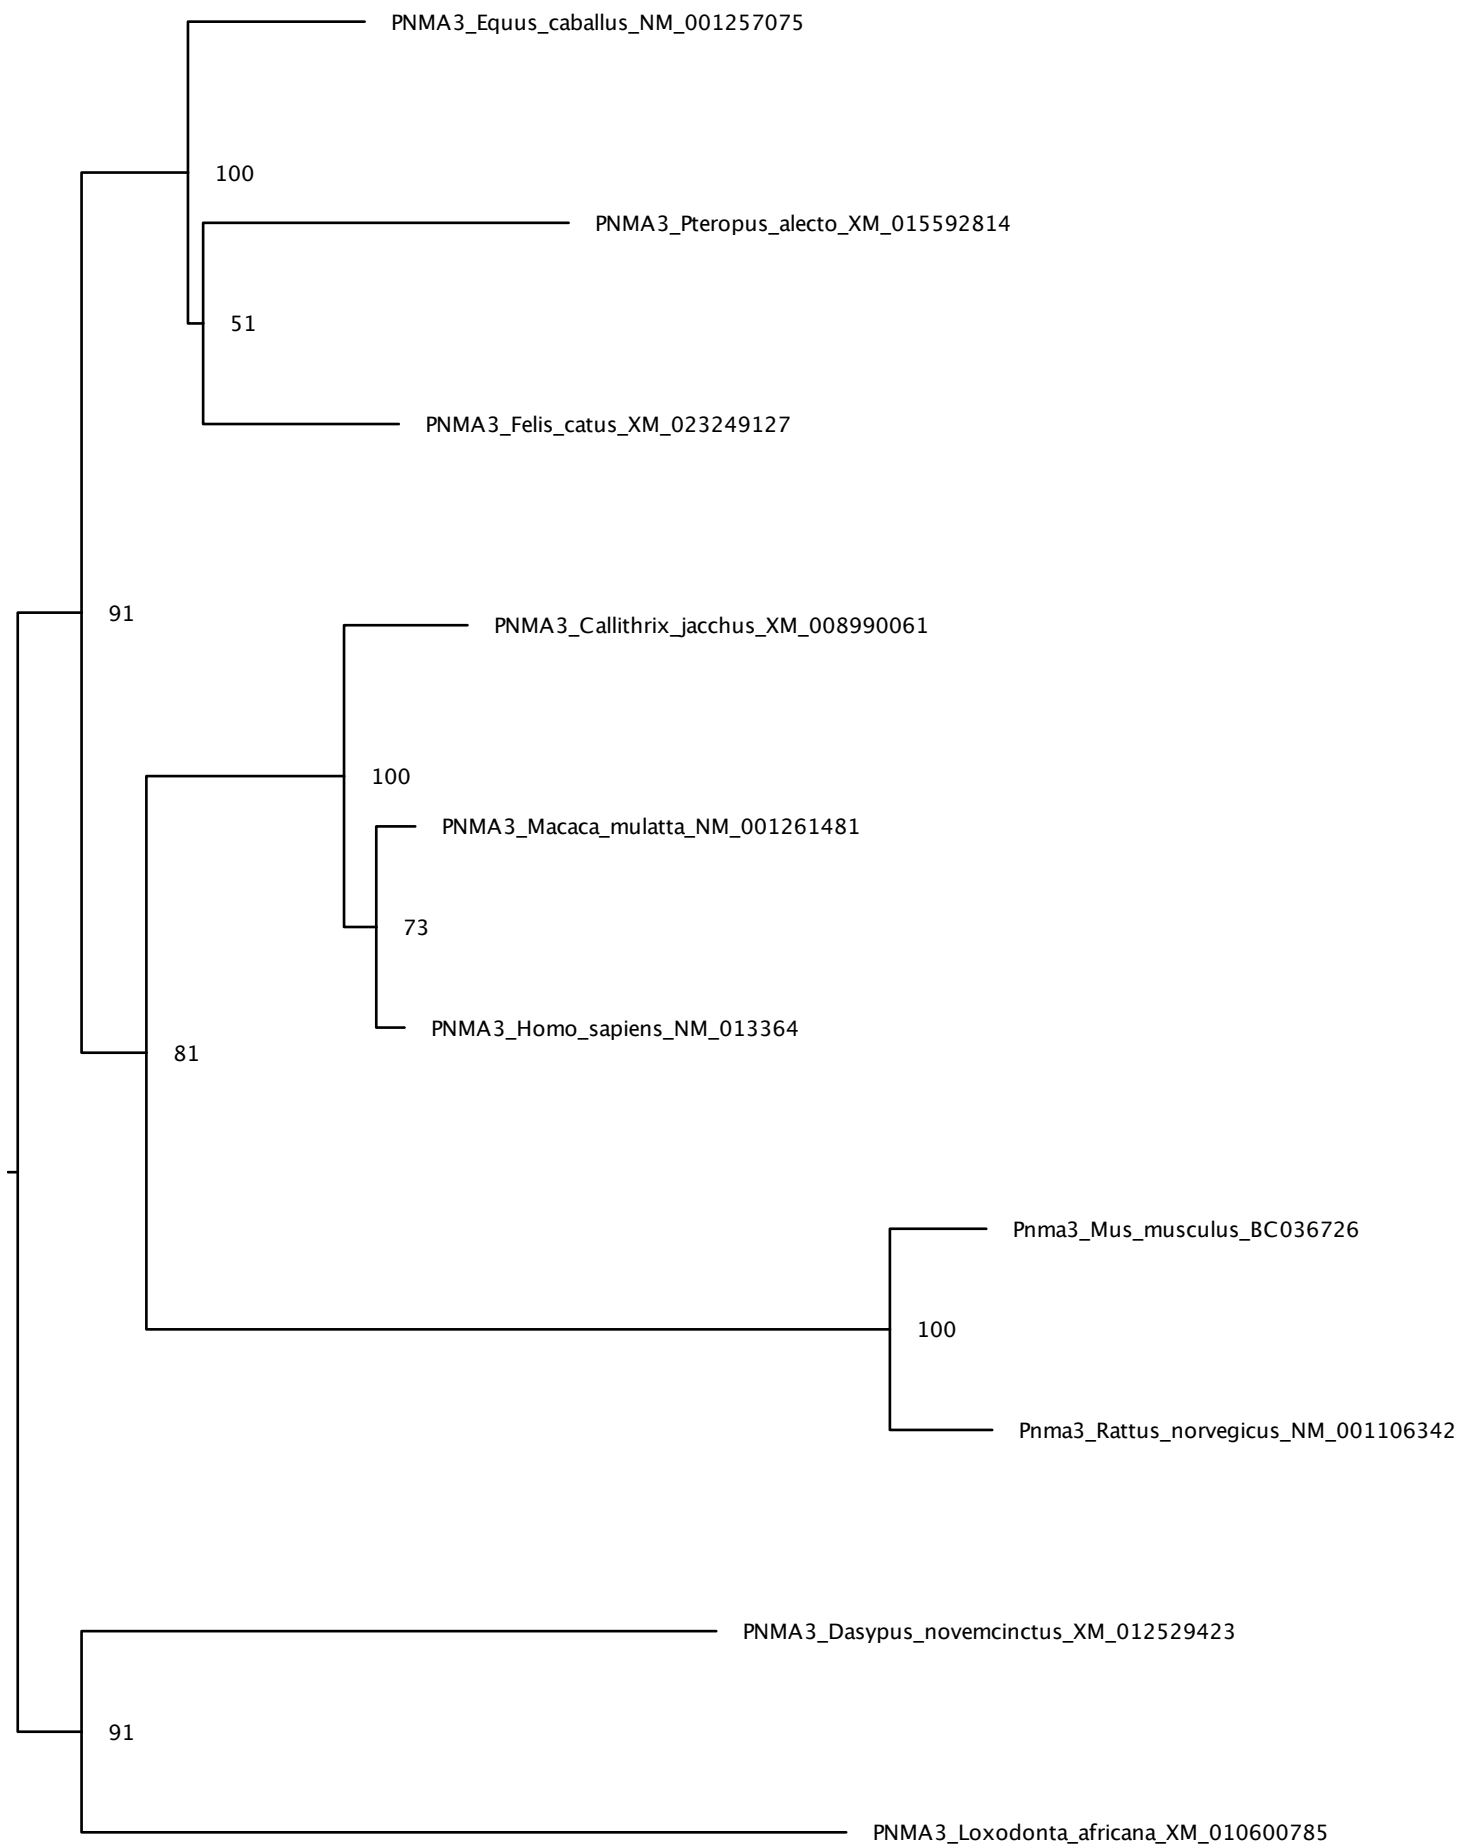 PNMA3_Equus_caballus_NM_001257075
100
PNMA3_Pteropus_alecto_XM_015592814
51
PNMA3_Felis_catus_XM_023249127
91
PNMA3_Callithrix_jacchus_XM_008990061
100
PNMA3_Macaca_mulatta_NM_001261481
73
PNMA3_Homo_sapiens_NM_013364
81
Pnma3_Mus_musculus_BC036726
100
Pnma3_Rattus_norvegicus_NM_001106342
PNMA3_Dasypus_novemcinctus_XM_012529423
91
PNMA3_Loxodonta_africana_XM_010600785